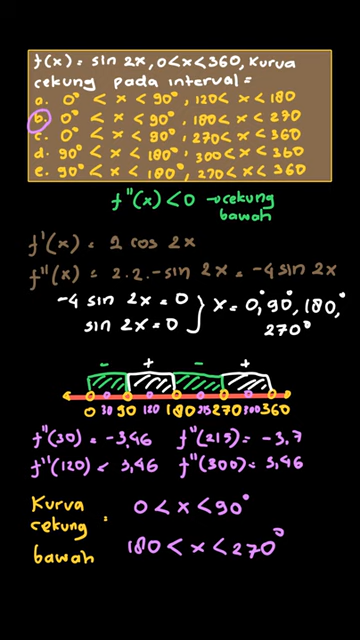 f(x) = sin 2x, 0 < x < 360, Kurva
cekung pada interval =
a. 0° < x < 90°, 120 < x < 180
b. 0° < x < 90°, 180 < x < 270
c. 0° < x < 90°, 270 < x < 360
d. 90° < x < 180°, 300 < x < 360
e. 90° < x < 180°, 270 < x < 360
f''(x) < 0 → cekung
bawah
f'(x) = 2 cos 2x
f''(x) = 2.2.-sin 2x = -4 sin 2x
-4 sin 2x = 0 } x = 0°, 90°, 180°,
sin 2x = 0 270°
- + - +
0 30 90 120 180 215 270 300 360
f''(30) = -3,46 f''(215) = -3,7
f''(120) = 3,46 f''(300) = 3,46
Kurva cekung bawah = 0 < x < 90°
180 < x < 270°